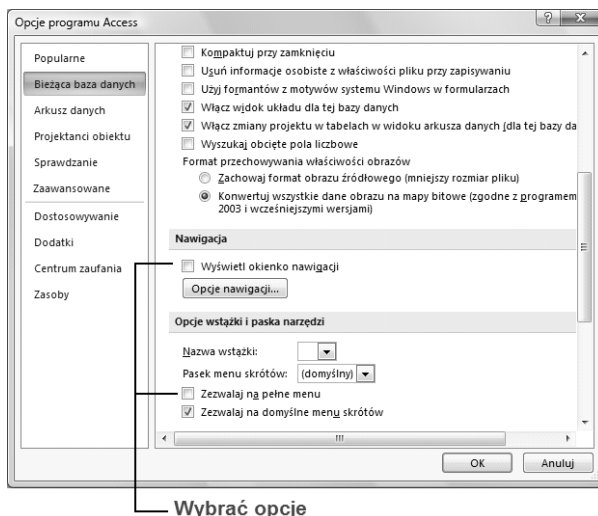 Opcje programu Access
Popularne
Bieżąca baza danych
Arkusz danych
Projektanci obiektu
Sprawdzanie
Zaawansowane
Dostosowywanie
Dodatki
Centrum zaufania
Zasoby
Kompaktuj przy zamknięciu
Usuń informacje osobiste z właściwości pliku przy zapisywaniu
Użyj formantów z motywów systemu Windows w formularzach
Włącz widok układu dla tej bazy danych
Włącz zmiany projektu w tabelach w widoku arkusza danych (dla tej bazy da
Wyszukaj obcięte pola liczbowe
Format przechowywania właściwości obrazów
Zachowaj format obrazu źródłowego (mniejszy rozmiar pliku)
Konwertuj wszystkie dane obrazu na mapy bitowe (zgodne z programem
2003 i wcześniejszymi wersjami)
Nawigacja
Wyświetl okienko nawigacji
Opcje nawigacji...
Opcje wstążki i paska narzędzi
Nazwa wstążki:
Pasek menu skrótów: (domyślny)
Zezwalaj na pełne menu
Zezwalaj na domyślne menu skrótów
OK Anuluj
Wybrać opcje